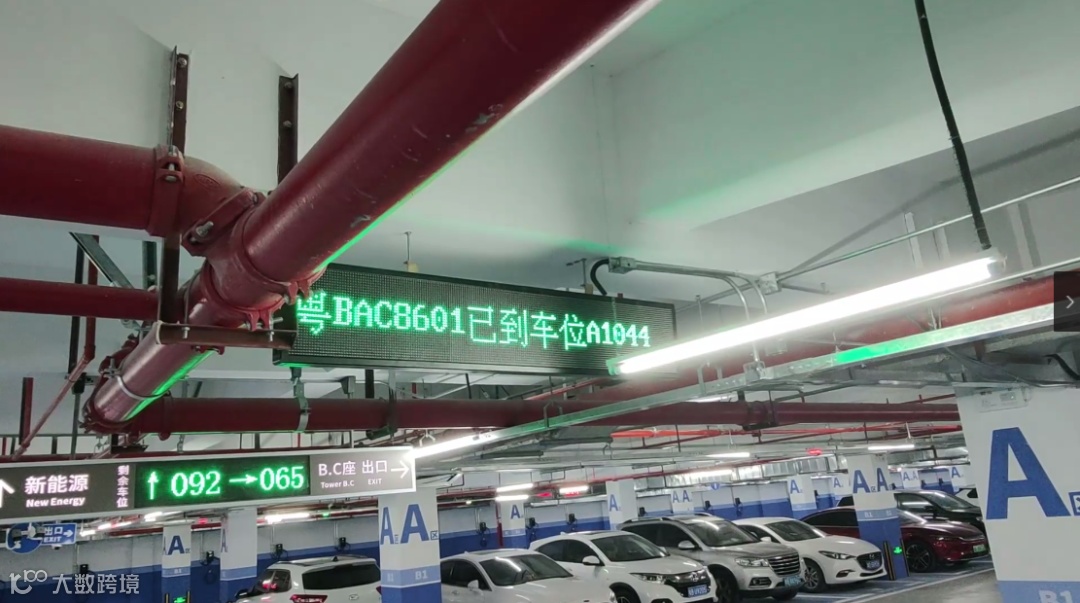 粤BAC8601已到车位A1044
新能源
New Energy
剩余车位
↑092→065
B.C座 出口→
Tower B.C EXIT
出口
EXIT
A
A
A
A
A
A
B1
B1
大数跨境